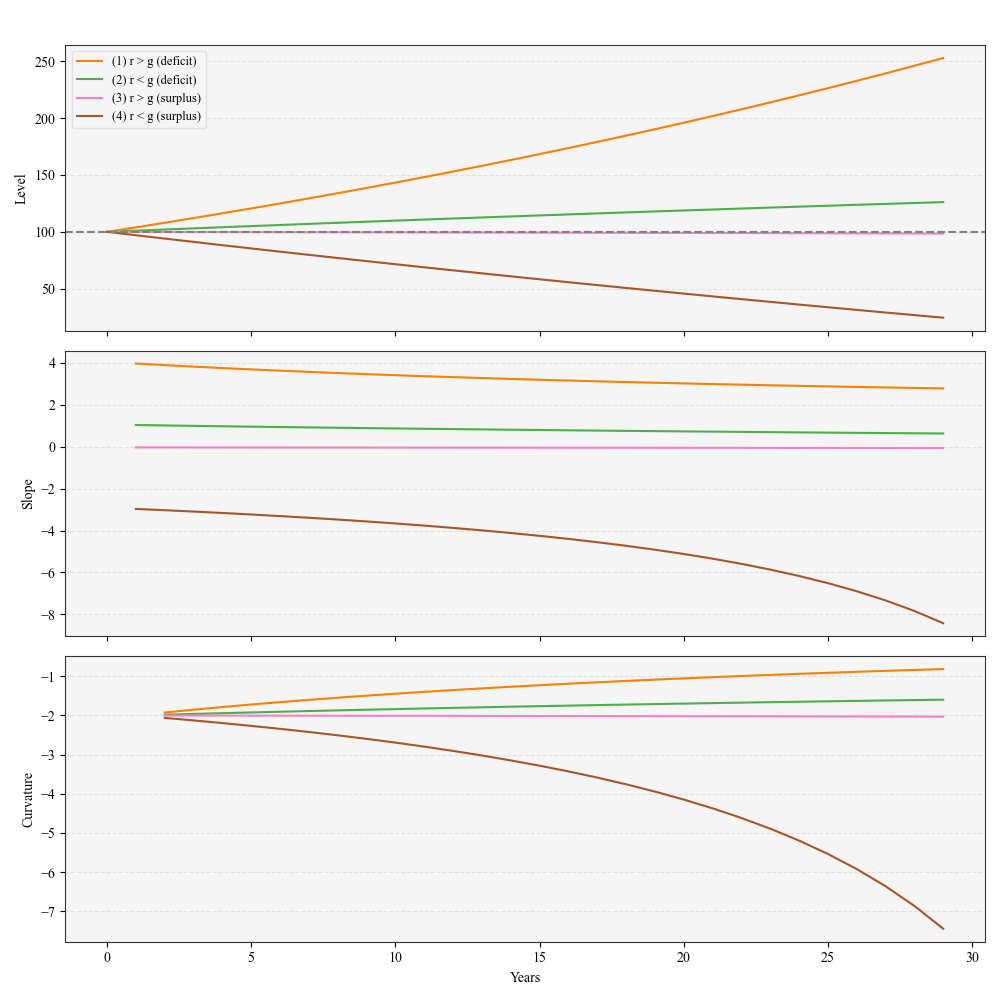 (1) r > g (deficit)
(2) r < g (deficit)
(3) r > g (surplus)
(4) r < g (surplus)
250
200
150
100
50
Level
4
2
0
−2
−4
−6
−8
Slope
−1
−2
−3
−4
−5
−6
−7
Curvature
0 5 10 15 20 25 30
Years